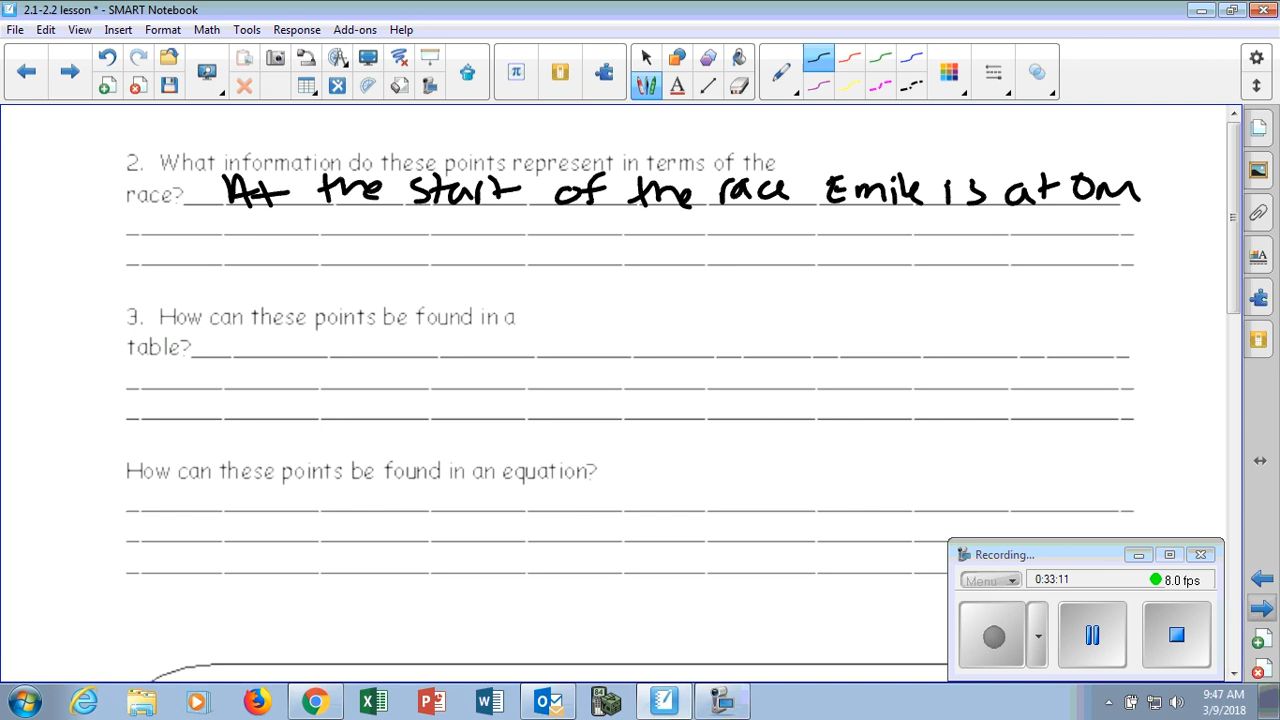 2.1-2.2 lesson * - SMART Notebook
File Edit View Insert Format Math Tools Response Add-ons Help
2. What information do these points represent in terms of the
race? At the start of the race Emile is at 0m
3. How can these points be found in a
table?
How can these points be found in an equation?
Recording...
Menu 0:33:11 8.0 fps
9:47 AM
3/9/2018